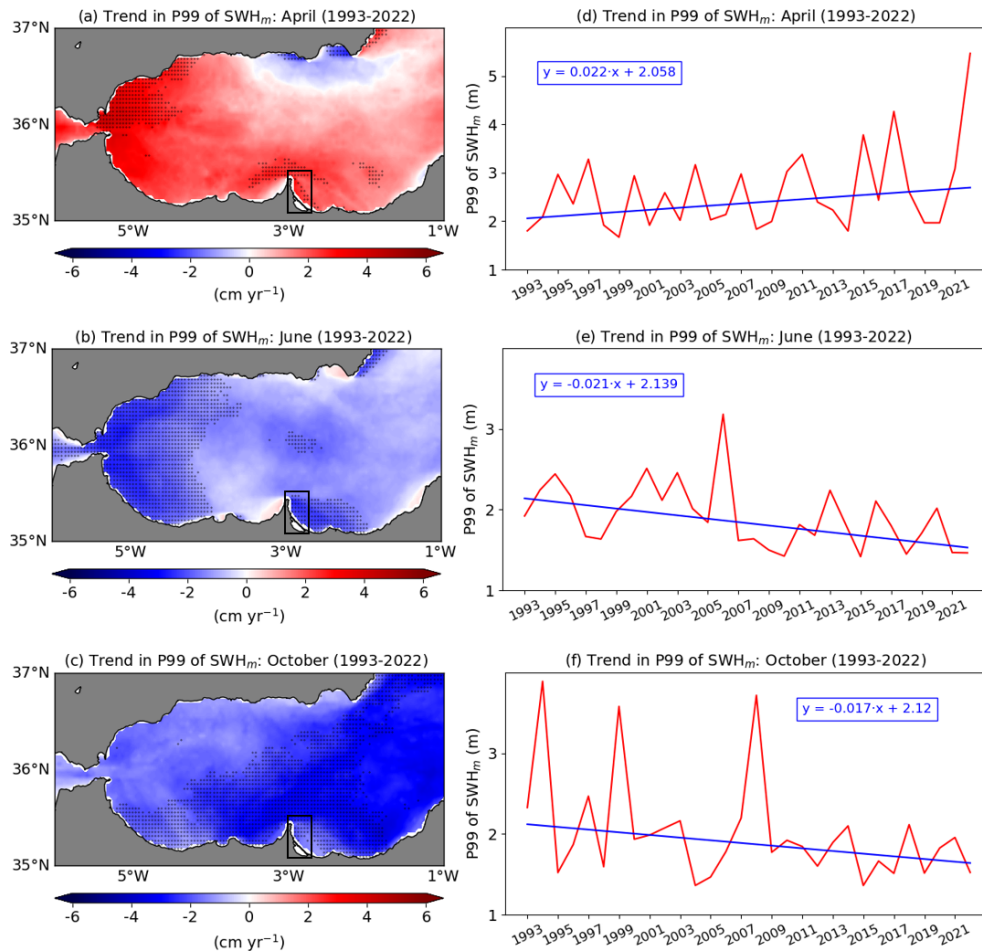 (a) Trend in P99 of SWHₘ: April (1993-2022)
37°N
36°N
35°N
5°W
3°W
1°W
-6 -4 -2 0 2 4 6
(cm yr⁻¹)
(d) Trend in P99 of SWHₘ: April (1993-2022)
P99 of SWHₘ (m)
y = 0.022·x + 2.058
5
4
3
2
1
1993 1995 1997 1999 2001 2003 2005 2007 2009 2011 2013 2015 2017 2019 2021
(b) Trend in P99 of SWHₘ: June (1993-2022)
37°N
36°N
35°N
5°W
3°W
1°W
-6 -4 -2 0 2 4 6
(cm yr⁻¹)
(e) Trend in P99 of SWHₘ: June (1993-2022)
P99 of SWHₘ (m)
y = -0.021·x + 2.139
3
2
1
1993 1995 1997 1999 2001 2003 2005 2007 2009 2011 2013 2015 2017 2019 2021
(c) Trend in P99 of SWHₘ: October (1993-2022)
37°N
36°N
35°N
5°W
3°W
1°W
-6 -4 -2 0 2 4 6
(cm yr⁻¹)
(f) Trend in P99 of SWHₘ: October (1993-2022)
P99 of SWHₘ (m)
y = -0.017·x + 2.12
3
2
1
1993 1995 1997 1999 2001 2003 2005 2007 2009 2011 2013 2015 2017 2019 2021